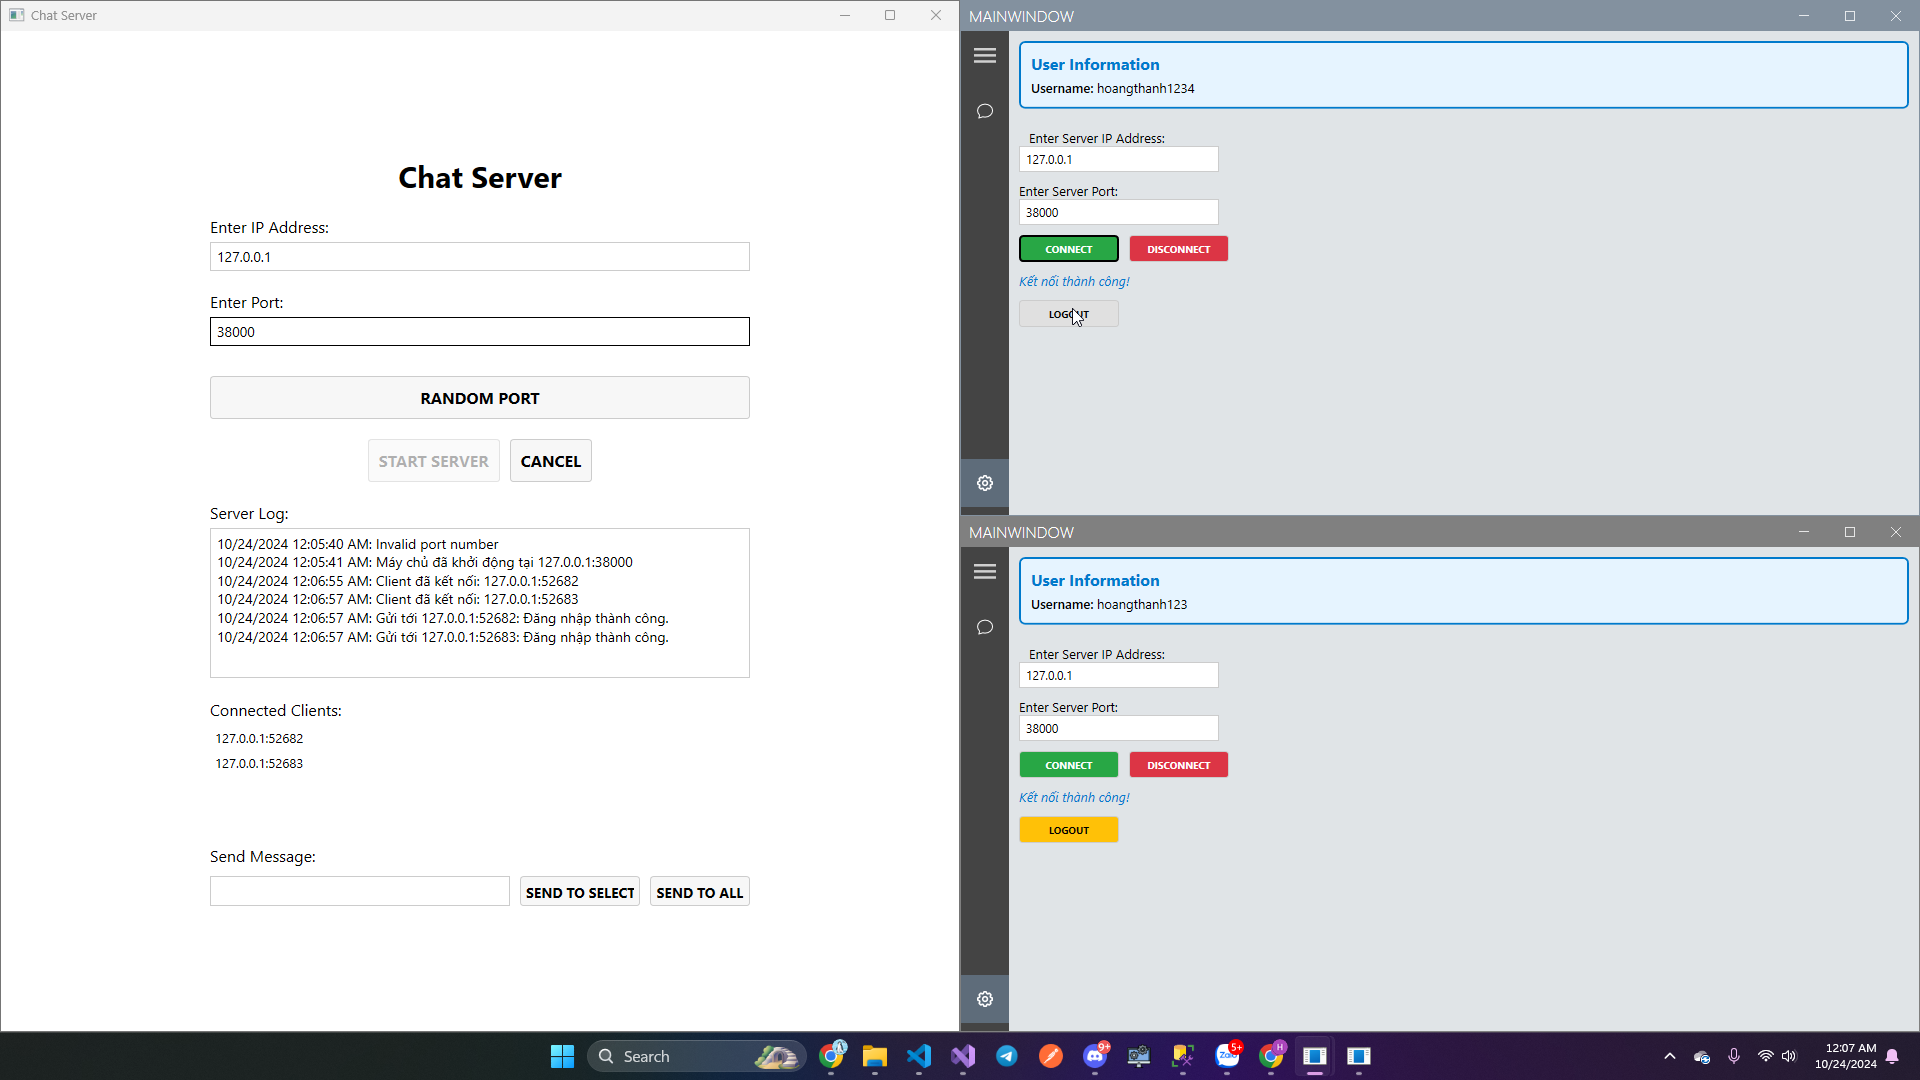 Chat Server
Chat Server
Enter IP Address:
127.0.0.1
Enter Port:
38000
RANDOM PORT
START SERVER
CANCEL
Server Log:
10/24/2024 12:05:40 AM: Invalid port number
10/24/2024 12:05:41 AM: Máy chủ đã khởi động tại 127.0.0.1:38000
10/24/2024 12:06:55 AM: Client đã kết nối: 127.0.0.1:52682
10/24/2024 12:06:57 AM: Client đã kết nối: 127.0.0.1:52683
10/24/2024 12:06:57 AM: Gửi tới 127.0.0.1:52682: Đăng nhập thành công.
10/24/2024 12:06:57 AM: Gửi tới 127.0.0.1:52683: Đăng nhập thành công.
Connected Clients:
127.0.0.1:52682
127.0.0.1:52683
Send Message:
SEND TO SELECT
SEND TO ALL
MAINWINDOW
User Information
Username: hoangthanh1234
Enter Server IP Address:
127.0.0.1
Enter Server Port:
38000
CONNECT
DISCONNECT
Kết nối thành công!
LOGOUT
MAINWINDOW
User Information
Username: hoangthanh123
Enter Server IP Address:
127.0.0.1
Enter Server Port:
38000
CONNECT
DISCONNECT
Kết nối thành công!
LOGOUT
Search
9+
Zalo
5+
H
12:07 AM
10/24/2024